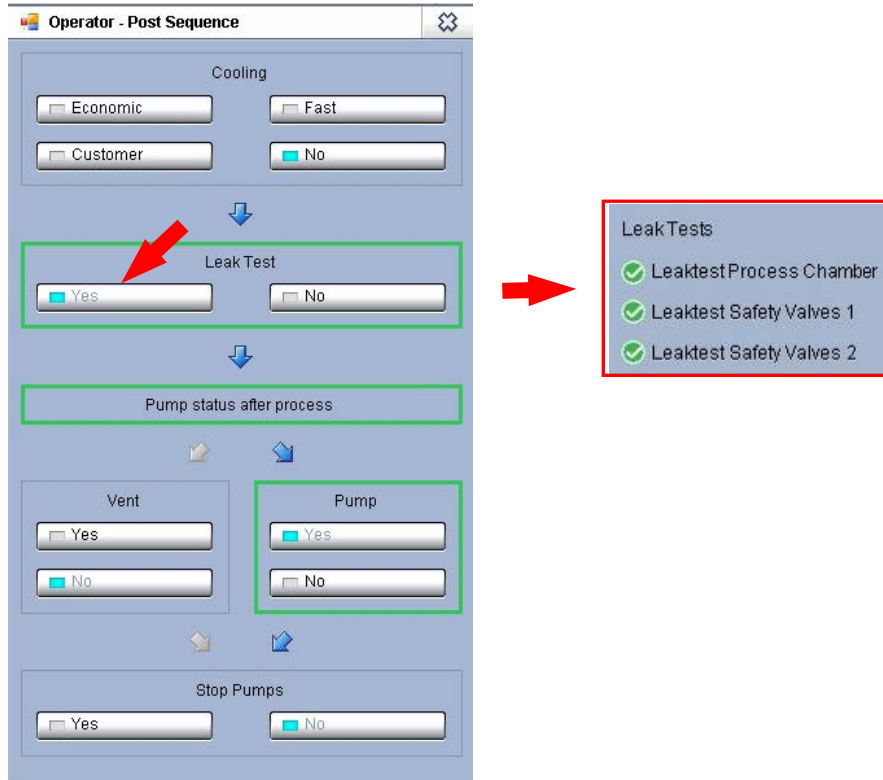 Operator - Post Sequence
Cooling
Economic
Fast
Customer
No
Leak Test
Yes
No
Pump status after process
Vent
Pump
Yes
Yes
No
No
Stop Pumps
Yes
No
Leak Tests
Leaktest Process Chamber
Leaktest Safety Valves 1
Leaktest Safety Valves 2